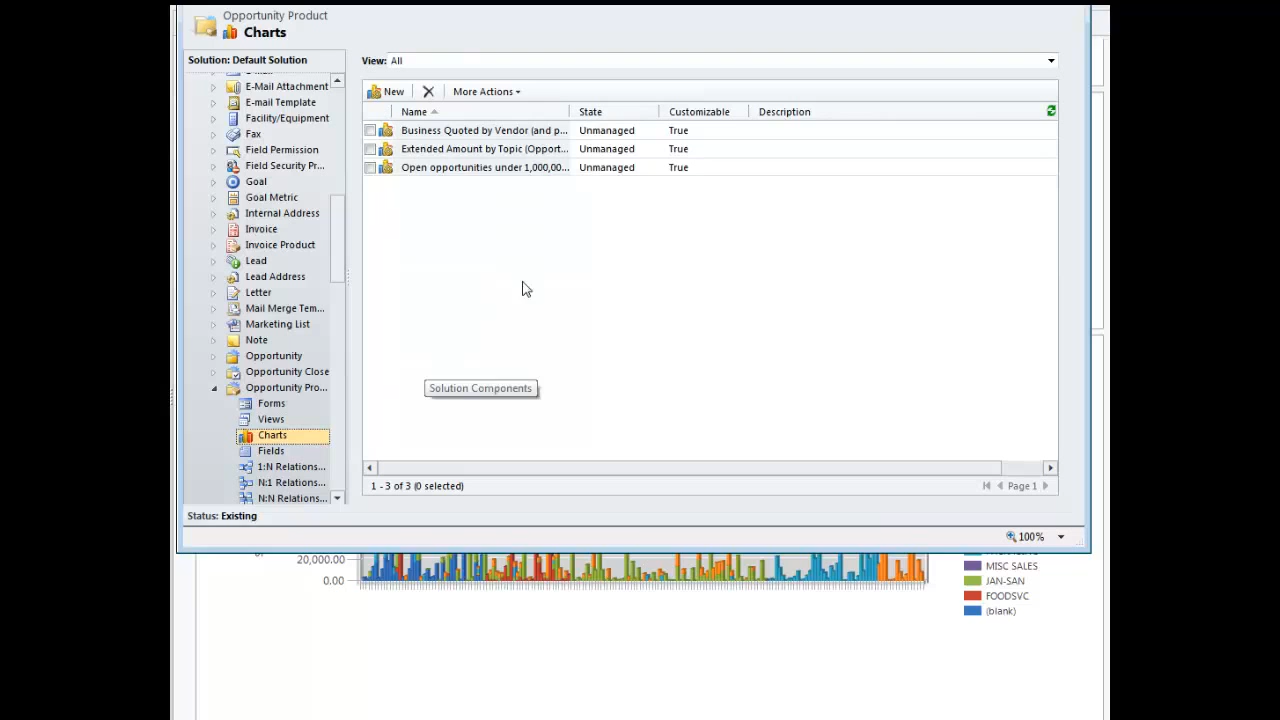 Opportunity Product
Charts
Solution: Default Solution
E-Mail Attachment
E-mail Template
Facility/Equipment
Fax
Field Permission
Field Security Pr...
Goal
Goal Metric
Internal Address
Invoice
Invoice Product
Lead
Lead Address
Letter
Mail Merge Tem...
Marketing List
Note
Opportunity
Opportunity Close
Opportunity Pro...
Forms
Views
Charts
Fields
1:N Relations...
N:1 Relations...
N:N Relations...
Status: Existing
View: All
New More Actions
Name State Customizable Description
Business Quoted by Vendor (and p... Unmanaged True
Extended Amount by Topic (Opport... Unmanaged True
Open opportunities under 1,000,00... Unmanaged True
Solution Components
1 - 3 of 3 (0 selected) Page 1
100%
20,000.00
0.00
MISC SALES
JAN-SAN
FOODSVC
(blank)